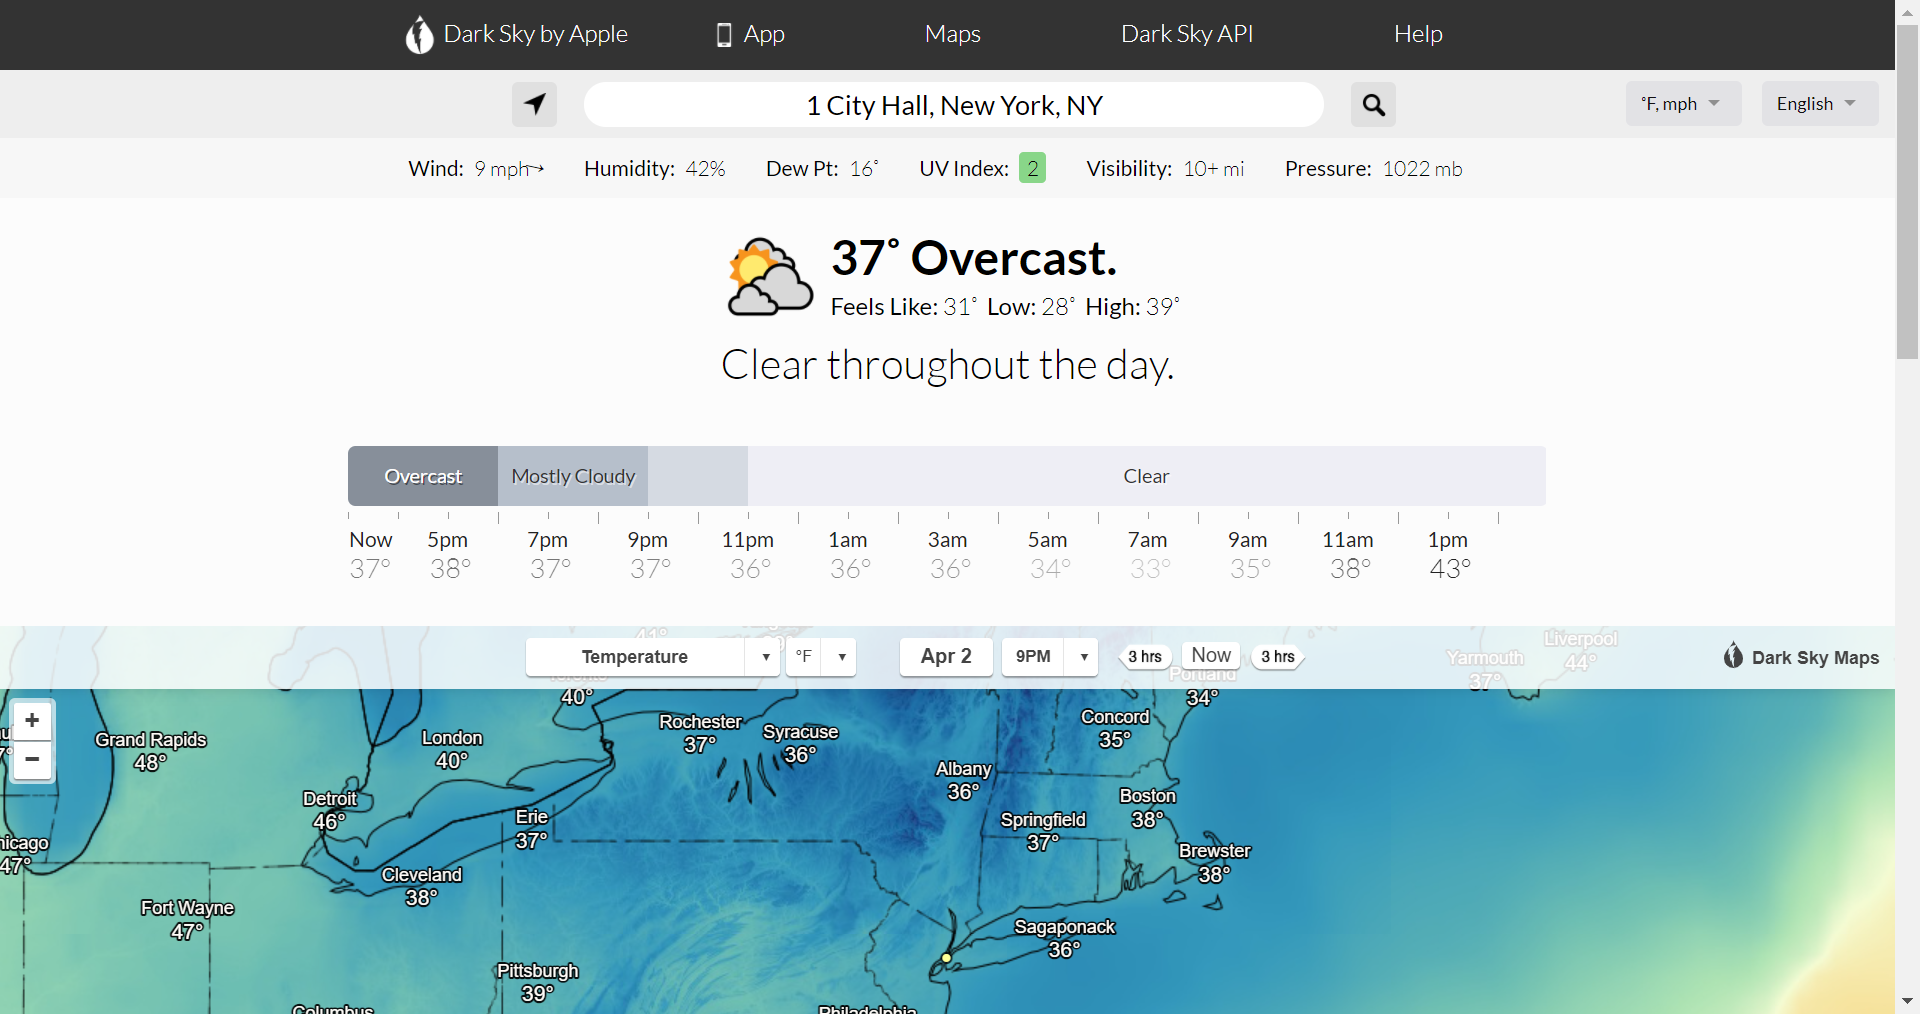 Dark Sky by Apple App Maps Dark Sky API Help
1 City Hall, New York, NY °F, mph English
Wind: 9 mph Humidity: 42% Dew Pt: 16° UV Index: 2 Visibility: 10+ mi Pressure: 1022 mb
37° Overcast.
Feels Like: 31° Low: 28° High: 39°
Clear throughout the day.
Overcast Mostly Cloudy Clear
Now 5pm 7pm 9pm 11pm 1am 3am 5am 7am 9am 11am 1pm
37° 38° 37° 37° 36° 36° 36° 34° 33° 35° 38° 43°
41°
Liverpool
44°
Temperature °F Apr 2 9PM 3 hrs Now 3 hrs Dark Sky Maps
Yarmouth
37°
Toronto
40°
Portland
34°
+
−
Rochester
37°
Syracuse
36°
Concord
35°
Grand Rapids
48°
London
40°
Albany
36°
Detroit
46°
Boston
38°
Erie
37°
Springfield
37°
hicago
47°
Brewster
38°
Cleveland
38°
Fort Wayne
47°
Sagaponack
36°
Pittsburgh
39°
Columbus
Philadelphia